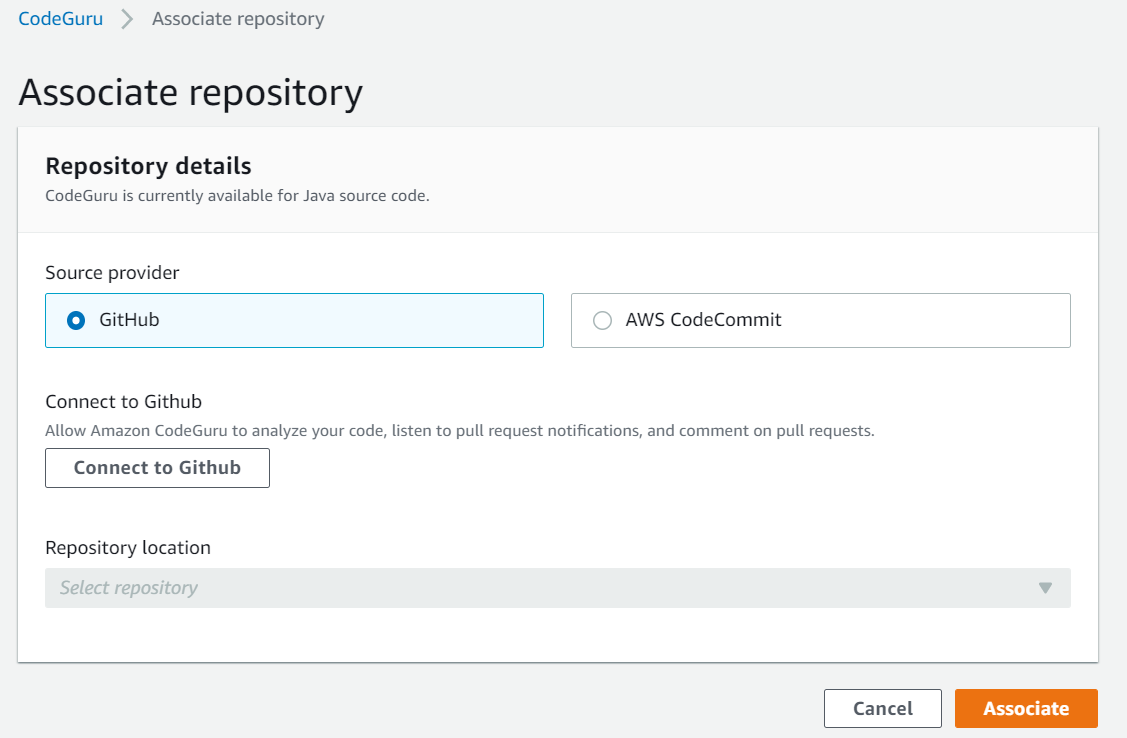 CodeGuru > Associate repository
Associate repository
Repository details
CodeGuru is currently available for Java source code.
Source provider
GitHub
AWS CodeCommit
Connect to Github
Allow Amazon CodeGuru to analyze your code, listen to pull request notifications, and comment on pull requests.
Connect to Github
Repository location
Select repository
Cancel
Associate